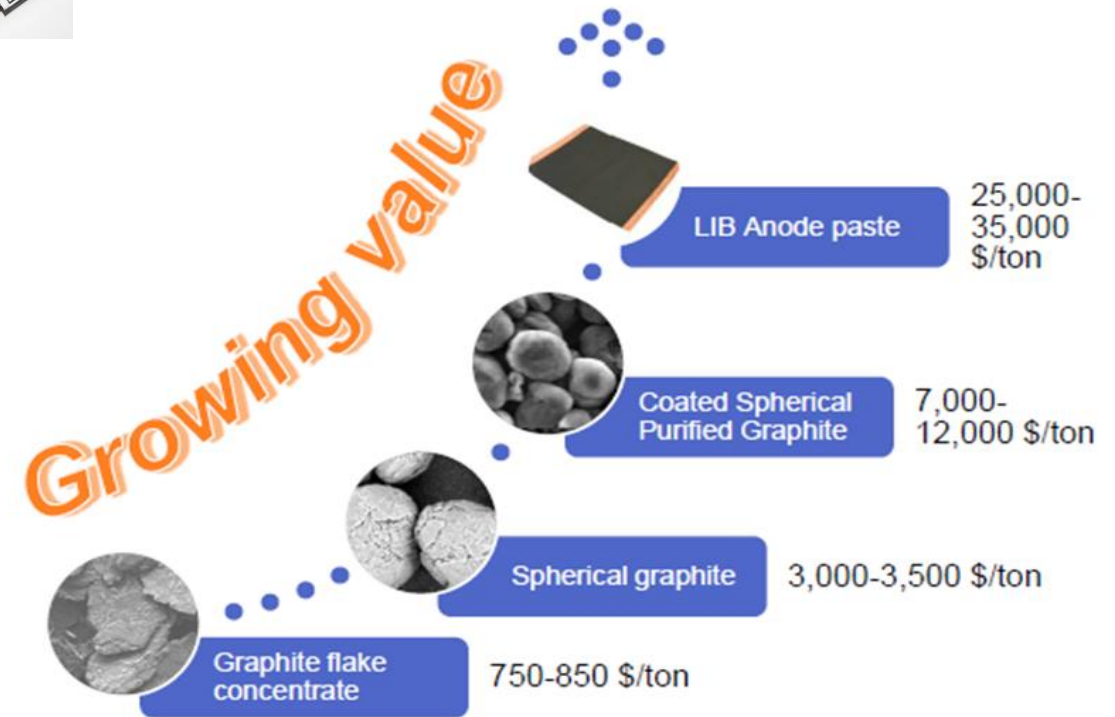 Growing value
LIB Anode paste
25,000-
35,000
$/ton
Coated Spherical
Purified Graphite
7,000-
12,000 $/ton
Spherical graphite
3,000-3,500 $/ton
Graphite flake
concentrate
750-850 $/ton